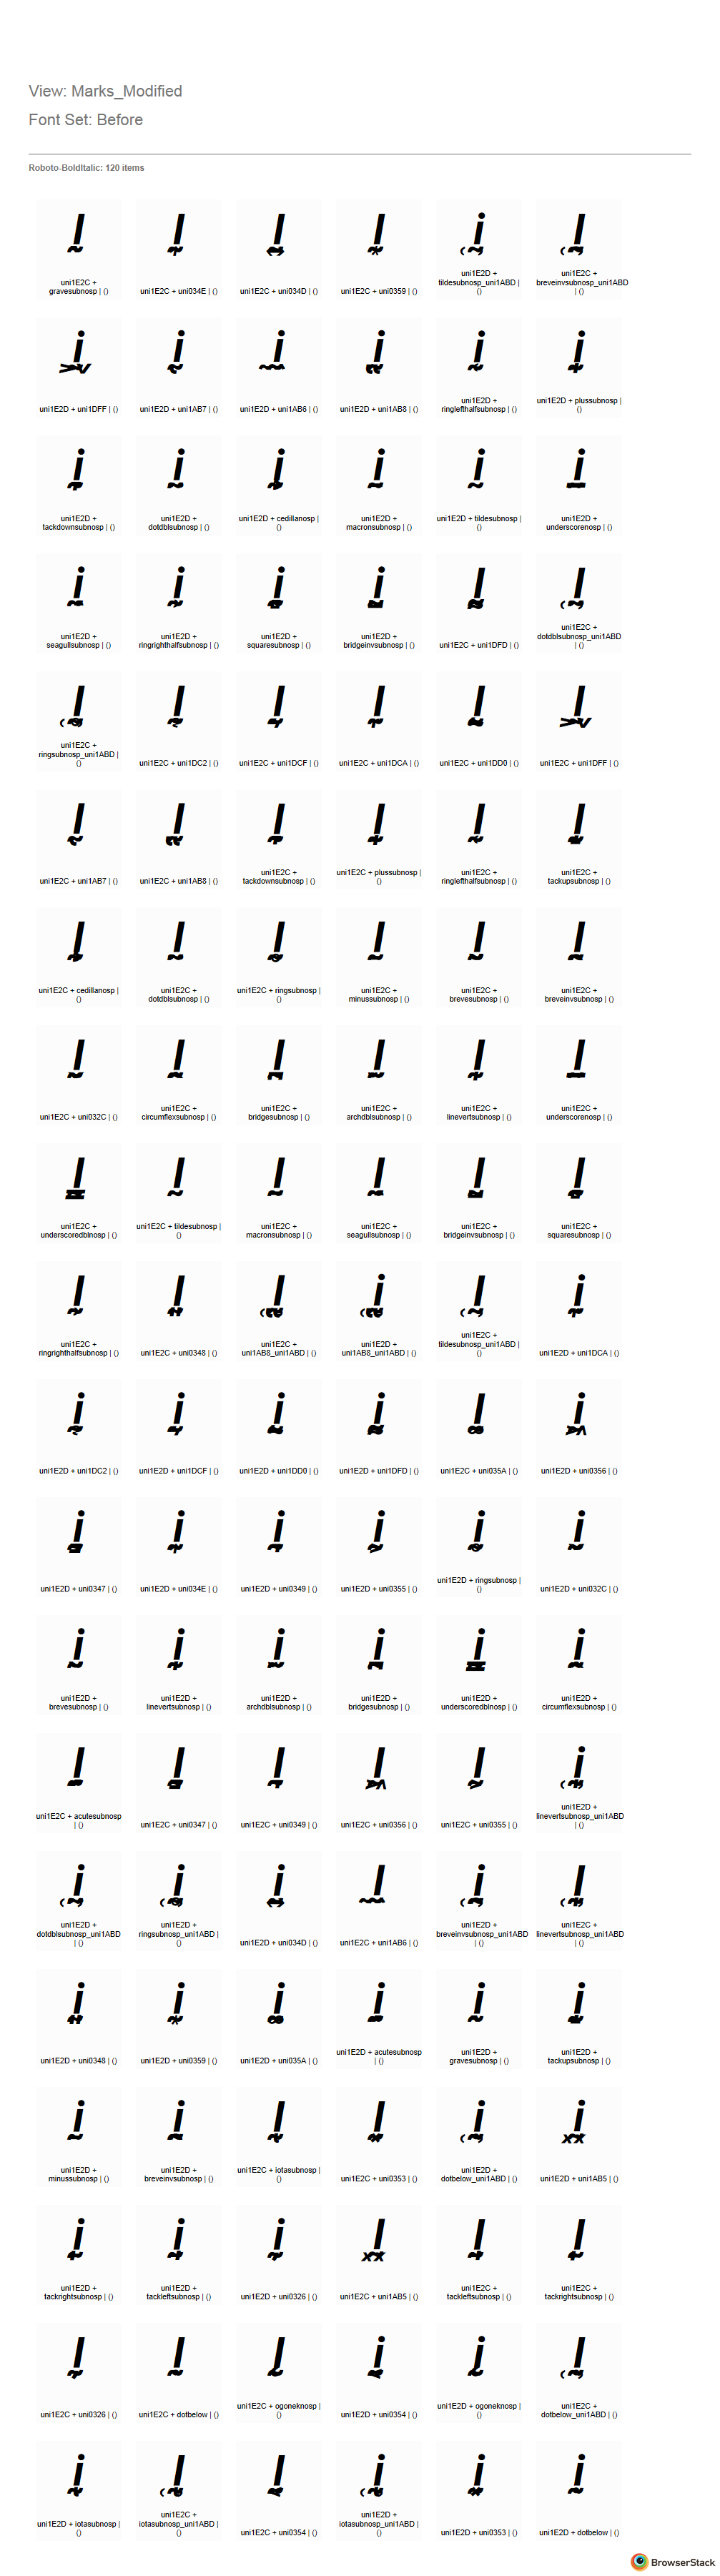 View: Marks_Modified
Font Set: Before
Roboto-BoldItalic: 120 items
uni1E2C +
gravesubnosp | ()
uni1E2C + uni034E | ()
uni1E2C + uni034D | ()
uni1E2C + uni0359 | ()
uni1E2D +
tildesubnosp_uni1ABD |
()
uni1E2C +
breveinvsubnosp_uni1ABD
| ()
uni1E2D + uni1DFF | ()
uni1E2D + uni1AB7 | ()
uni1E2D + uni1AB6 | ()
uni1E2D + uni1AB8 | ()
uni1E2D +
ringlefthalfsubnosp | ()
uni1E2D + plussubnosp |
()
uni1E2D +
tackdownsubnosp | ()
uni1E2D +
dotdblsubnosp | ()
uni1E2D + cedillanosp |
()
uni1E2D +
macronsubnosp | ()
uni1E2D + tildesubnosp |
()
uni1E2D +
underscorenosp | ()
uni1E2D +
seagullsubnosp | ()
uni1E2D +
ringrighthalfsubnosp | ()
uni1E2D +
squaresubnosp | ()
uni1E2D +
bridgeinvsubnosp | ()
uni1E2C + uni1DFD | ()
uni1E2C +
dotdblsubnosp_uni1ABD
| ()
uni1E2C +
ringsubnosp_uni1ABD |
()
uni1E2C + uni1DC2 | ()
uni1E2C + uni1DCF | ()
uni1E2C + uni1DCA | ()
uni1E2C + uni1DD0 | ()
uni1E2C + uni1DFF | ()
uni1E2C + uni1AB7 | ()
uni1E2C + uni1AB8 | ()
uni1E2C +
tackdownsubnosp | ()
uni1E2C + plussubnosp |
()
uni1E2C +
ringlefthalfsubnosp | ()
uni1E2C +
tackupsubnosp | ()
uni1E2C + cedillanosp |
()
uni1E2C +
dotdblsubnosp | ()
uni1E2C + ringsubnosp |
()
uni1E2C +
minussubnosp | ()
uni1E2C +
brevesubnosp | ()
uni1E2C +
breveinvsubnosp | ()
uni1E2C + uni032C | ()
uni1E2C +
circumflexsubnosp | ()
uni1E2C +
bridgesubnosp | ()
uni1E2C +
archdblsubnosp | ()
uni1E2C +
linevertsubnosp | ()
uni1E2C +
underscorenosp | ()
uni1E2C +
underscoredblnosp | ()
uni1E2C + tildesubnosp |
()
uni1E2C +
macronsubnosp | ()
uni1E2C +
seagullsubnosp | ()
uni1E2C +
bridgeinvsubnosp | ()
uni1E2C +
squaresubnosp | ()
uni1E2C +
ringrighthalfsubnosp | ()
uni1E2C + uni0348 | ()
uni1E2C +
uni1AB8_uni1ABD | ()
uni1E2D +
uni1AB8_uni1ABD | ()
uni1E2C +
tildesubnosp_uni1ABD |
()
uni1E2D + uni1DCA | ()
uni1E2D + uni1DC2 | ()
uni1E2D + uni1DCF | ()
uni1E2D + uni1DD0 | ()
uni1E2D + uni1DFD | ()
uni1E2C + uni035A | ()
uni1E2D + uni0356 | ()
uni1E2D + uni0347 | ()
uni1E2D + uni034E | ()
uni1E2D + uni0349 | ()
uni1E2D + uni0355 | ()
uni1E2D + ringsubnosp |
()
uni1E2D + uni032C | ()
uni1E2D +
brevesubnosp | ()
uni1E2D +
linevertsubnosp | ()
uni1E2D +
archdblsubnosp | ()
uni1E2D +
bridgesubnosp | ()
uni1E2D +
underscoredblnosp | ()
uni1E2D +
circumflexsubnosp | ()
uni1E2C + acutesubnosp
| ()
uni1E2C + uni0347 | ()
uni1E2C + uni0349 | ()
uni1E2C + uni0356 | ()
uni1E2C + uni0355 | ()
uni1E2D +
linevertsubnosp_uni1ABD
| ()
uni1E2D +
dotdblsubnosp_uni1ABD
| ()
uni1E2D +
ringsubnosp_uni1ABD |
()
uni1E2D + uni034D | ()
uni1E2C + uni1AB6 | ()
uni1E2D +
breveinvsubnosp_uni1ABD
| ()
uni1E2C +
linevertsubnosp_uni1ABD
| ()
uni1E2D + uni0348 | ()
uni1E2D + uni0359 | ()
uni1E2D + uni035A | ()
uni1E2D + acutesubnosp
| ()
uni1E2D +
gravesubnosp | ()
uni1E2D +
tackupsubnosp | ()
uni1E2D +
minussubnosp | ()
uni1E2D +
breveinvsubnosp | ()
uni1E2C + iotasubnosp |
()
uni1E2C + uni0353 | ()
uni1E2D +
dotbelow_uni1ABD | ()
uni1E2D + uni1AB5 | ()
uni1E2D +
tackrightsubnosp | ()
uni1E2D +
tackleftsubnosp | ()
uni1E2D + uni0326 | ()
uni1E2C + uni1AB5 | ()
uni1E2C +
tackleftsubnosp | ()
uni1E2C +
tackrightsubnosp | ()
uni1E2C + uni0326 | ()
uni1E2C + dotbelow | ()
uni1E2C + ogoneknosp |
()
uni1E2D + uni0354 | ()
uni1E2D + ogoneknosp |
()
uni1E2C +
dotbelow_uni1ABD | ()
uni1E2D + iotasubnosp |
()
uni1E2C +
iotasubnosp_uni1ABD |
()
uni1E2C + uni0354 | ()
uni1E2D +
iotasubnosp_uni1ABD |
()
uni1E2D + uni0353 | ()
uni1E2D + dotbelow | ()
BrowserStack